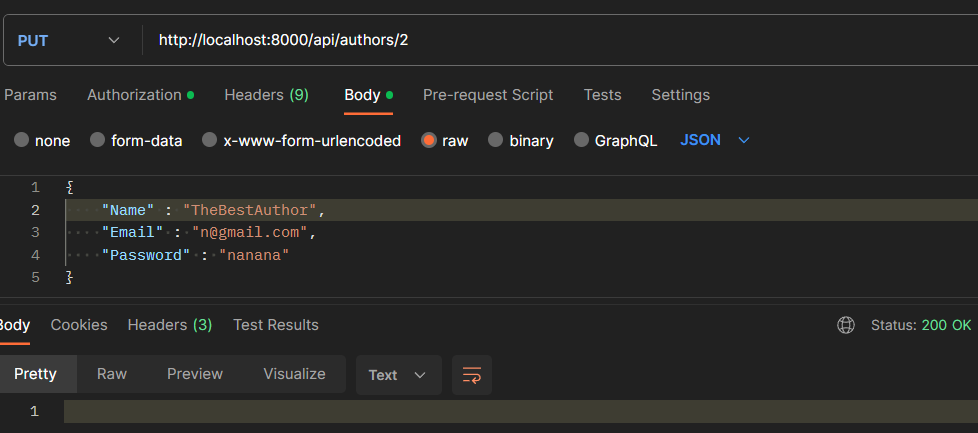 PUT http://localhost:8000/api/authors/2
Params Authorization Headers (9) Body Pre-request Script Tests Settings
none form-data x-www-form-urlencoded raw binary GraphQL JSON
1 {
2 "Name" : "TheBestAuthor",
3 "Email" : "n@gmail.com",
4 "Password" : "nanana"
5 }
Body Cookies Headers (3) Test Results Status: 200 OK
Pretty Raw Preview Visualize Text
1